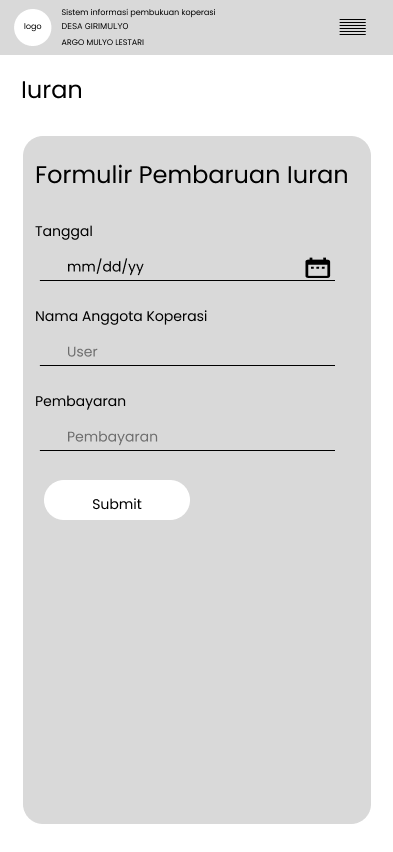 logo
Sistem informasi pembukuan koperasi
DESA GIRIMULYO
ARGO MULYO LESTARI
Iuran
Formulir Pembaruan Iuran
Tanggal
mm/dd/yy
Nama Anggota Koperasi
User
Pembayaran
Pembayaran
Submit